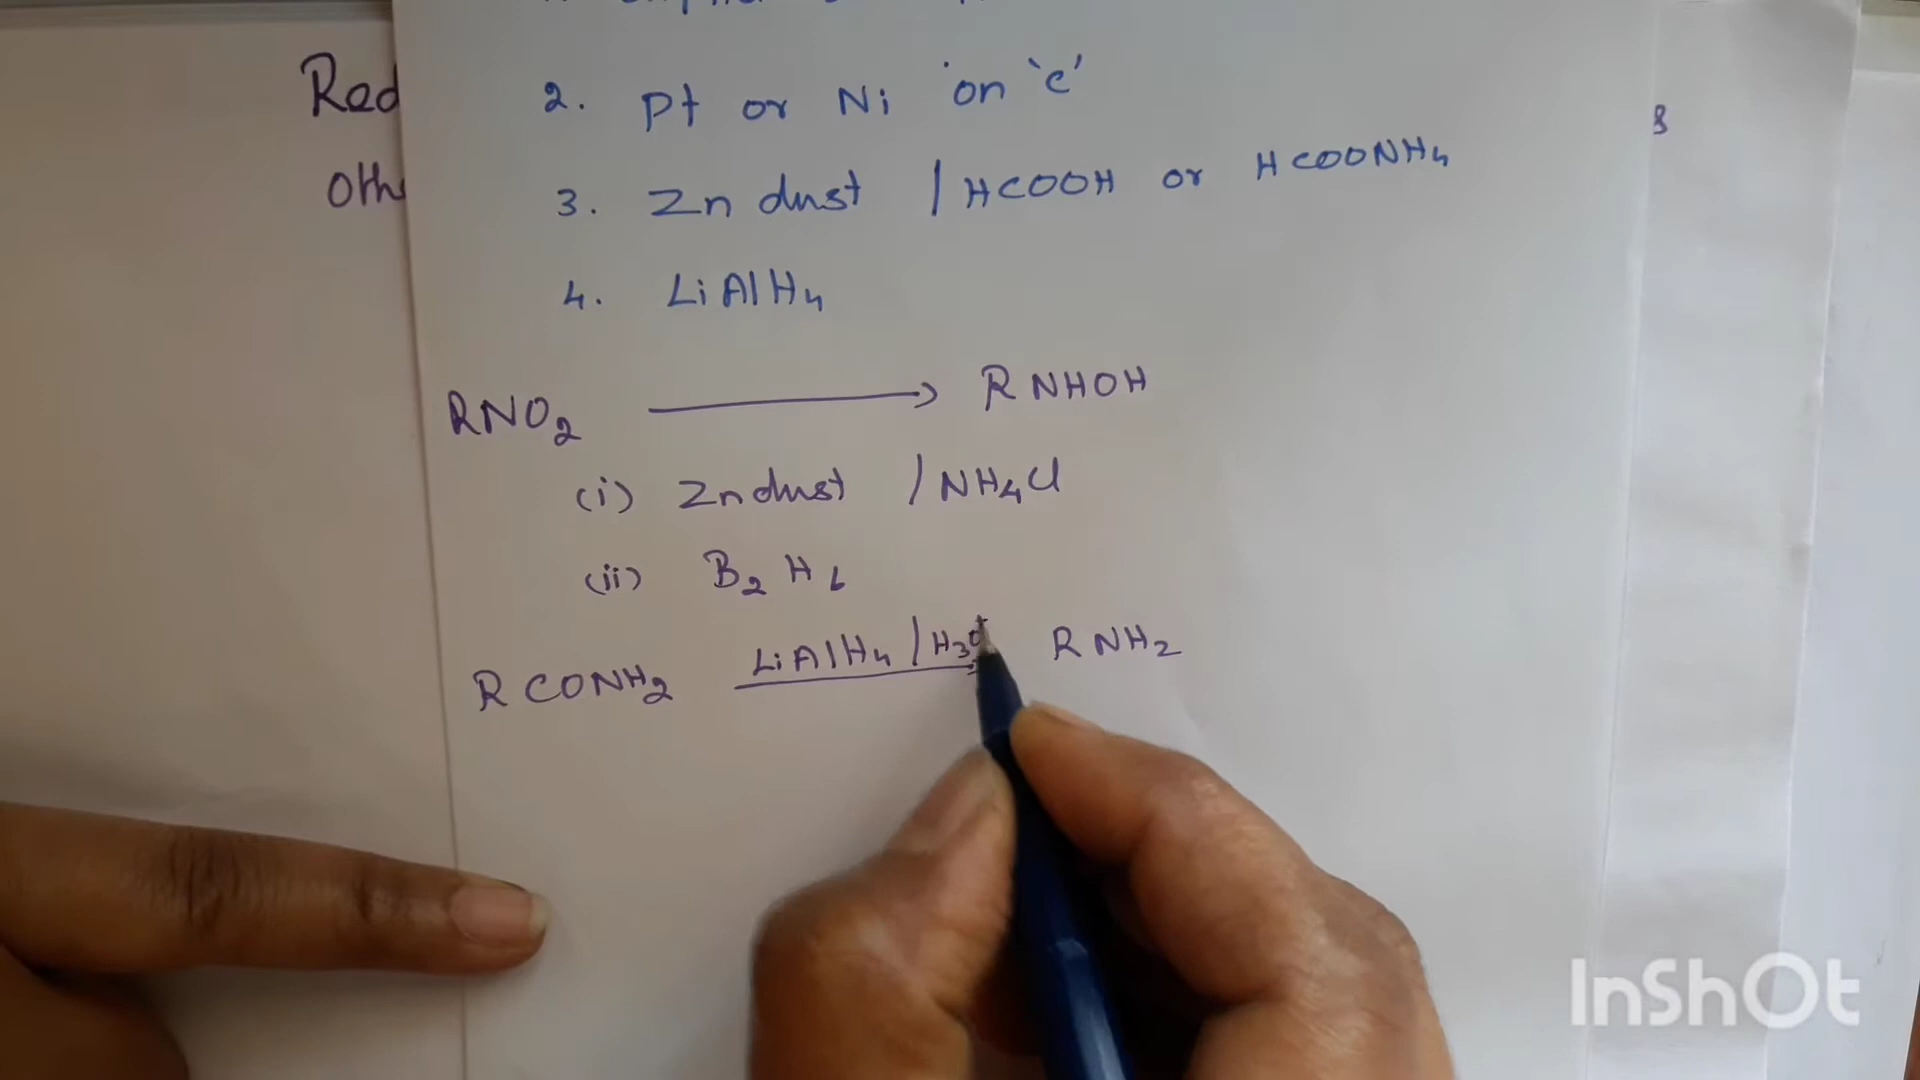 Red
2. Pt or Ni on 'C'
8
Oth
3. Zn dust / HCOOH or HCOONH4
4. LiAlH4
RNO2 → RNHOH
(i) Zn dust / NH4Cl
(ii) B2H6
RCONH2 LiAlH4 / H3O+ → RNH2
InShOt